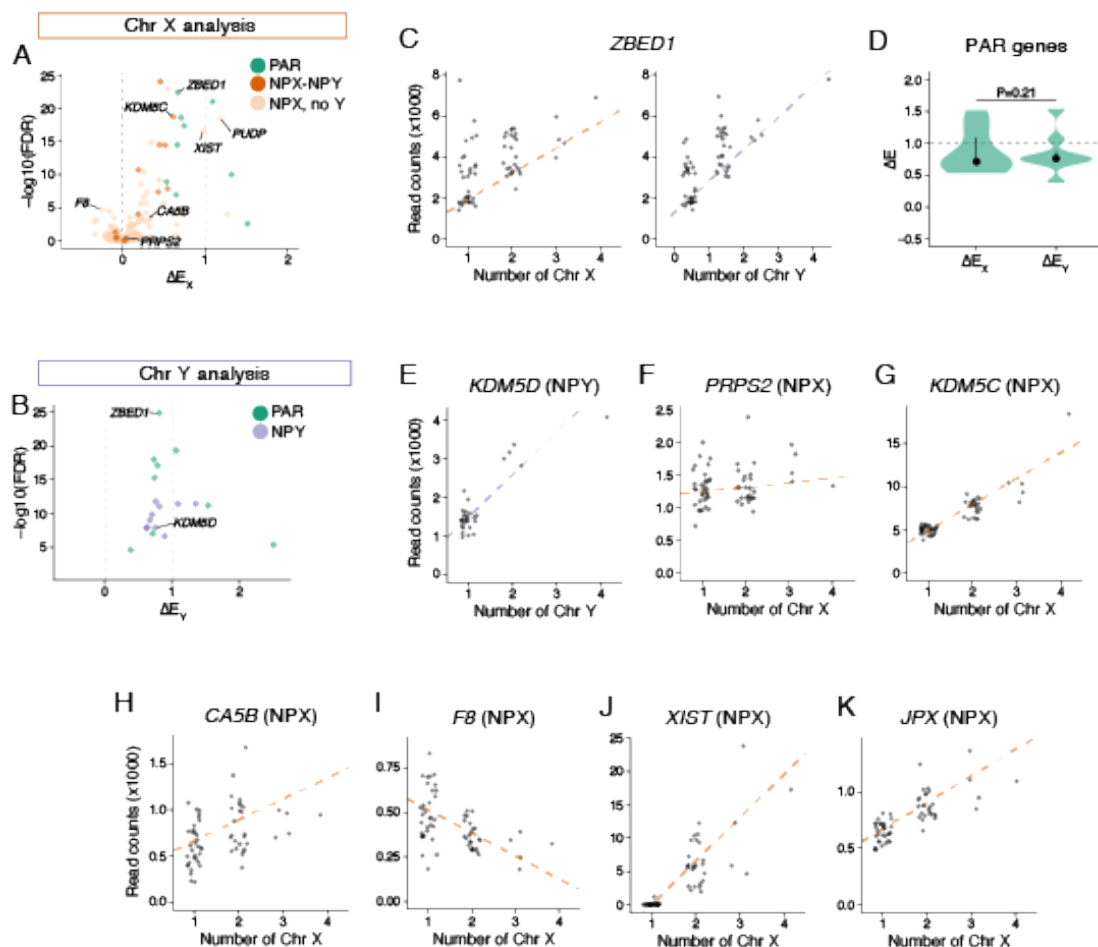 Chr X analysis
A
−log10(FDR)
25
20
15
10
5
0
0
1
2
ΔEX
ZBED1
KDM5C
XIST
PUDP
F8
CA5B
PRPS2
PAR
NPX-NPY
NPX, no Y
C
ZBED1
Read counts (x1000)
8
6
4
2
0
1
2
3
4
Number of Chr X
8
6
4
2
0
0
1
2
3
4
Number of Chr Y
D
PAR genes
P=0.21
ΔE
2.0
1.5
1.0
0.5
0.0
−0.5
ΔEX
ΔEY
Chr Y analysis
B
−log10(FDR)
25
20
15
10
5
0
1
2
ΔEY
ZBED1
KDM5D
PAR
NPY
E
KDM5D (NPY)
Read counts (x1000)
4
3
2
1
0
1
2
3
4
Number of Chr Y
F
PRPS2 (NPX)
2.5
2.0
1.5
1.0
0.5
0.0
1
2
3
4
Number of Chr X
G
KDM5C (NPX)
15
10
5
0
1
2
3
4
Number of Chr X
H
CA5B (NPX)
Read counts (x1000)
1.5
1.0
0.5
0.0
1
2
3
4
Number of Chr X
I
F8 (NPX)
0.75
0.50
0.25
0.00
1
2
3
4
Number of Chr X
J
XIST (NPX)
25
20
15
10
5
0
1
2
3
4
Number of Chr X
K
JPX (NPX)
1.0
0.5
0.0
1
2
3
4
Number of Chr X